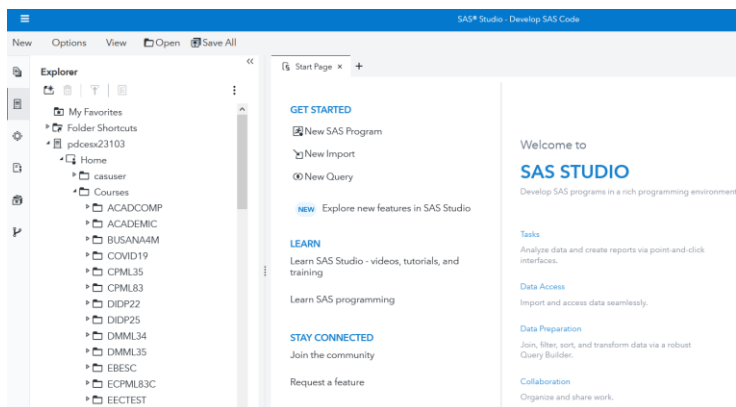 SAS® Studio - Develop SAS Code
New Options View Open Save All
Explorer
My Favorites
Folder Shortcuts
pdcesx23103
Home
casuser
Courses
ACADCOMP
ACADEMIC
BUSANA4M
COVID19
CPML35
CPML83
DIDP22
DIDP25
DMML34
DMML35
EBESC
ECPML83C
EECTEST
Start Page × +
GET STARTED
New SAS Program
New Import
New Query
NEW Explore new features in SAS Studio
LEARN
Learn SAS Studio - videos, tutorials, and
training
Learn SAS programming
STAY CONNECTED
Join the community
Request a feature
Welcome to
SAS STUDIO
Develop SAS programs in a rich programming environment
Tasks
Analyze data and create reports via point-and-click
interfaces.
Data Access
Import and access data seamlessly.
Data Preparation
Join, filter, sort, and transform data via a robust
Query Builder.
Collaboration
Organize and share work.